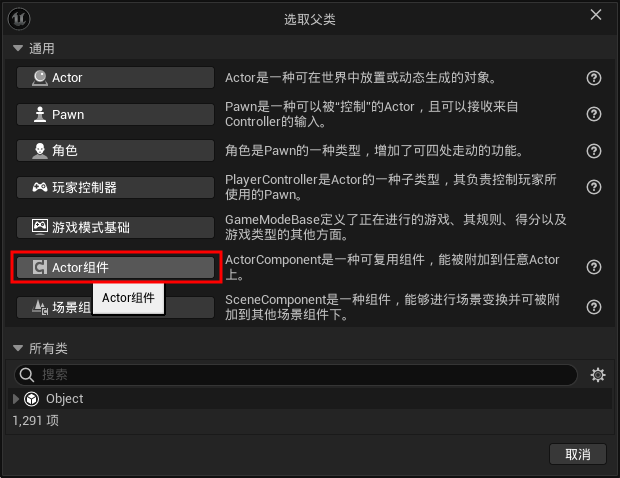 选取父类
通用
Actor
Actor是一种可在世界中放置或动态生成的对象。
Pawn
Pawn是一种可以被“控制”的Actor，且可以接收来自
Controller的输入。
角色
角色是Pawn的一种类型，增加了可四处走动的功能。
玩家控制器
PlayerController是Actor的一种子类型，其负责控制玩家所
使用的Pawn。
游戏模式基础
GameModeBase定义了正在进行的游戏、其规则、得分以及
游戏类型的其他方面。
Actor组件
ActorComponent是一种可复用组件，能被附加到任意Actor
上。
场景组
Actor组件
SceneComponent是一种组件，能够进行场景变换并可被附
加到其他场景组件下。
所有类
搜索
Object
1,291 项
取消